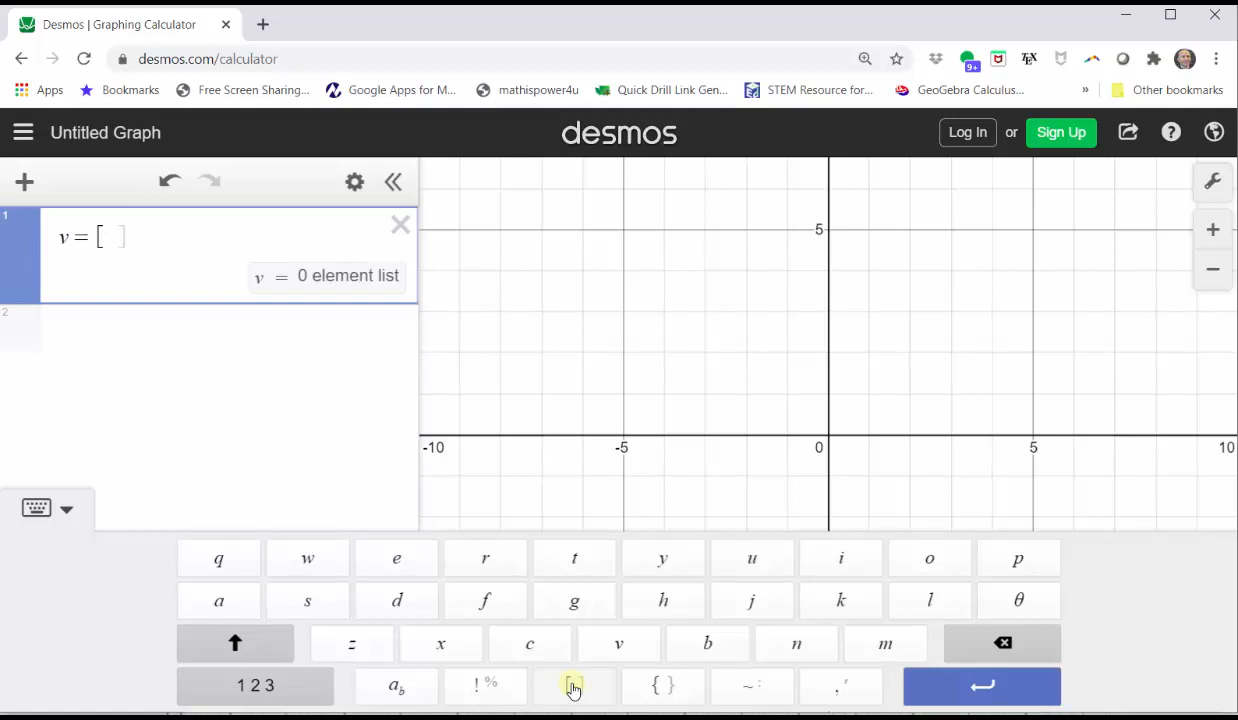 Desmos | Graphing Calculator
desmos.com/calculator
9+
TEX
Apps Bookmarks Free Screen Sharing... Google Apps for M... mathispower4u Quick Drill Link Gen... STEM Resource for... GeoGebra Calculus... » Other bookmarks
Untitled Graph desmos Log In or Sign Up
1
v = [ ]
v = 0 element list
2
5
-10 -5 0 5 10
q w e r t y u i o p
a s d f g h j k l θ
z x c v b n m
1 2 3 a b ! % [ ] { } ~ : , '